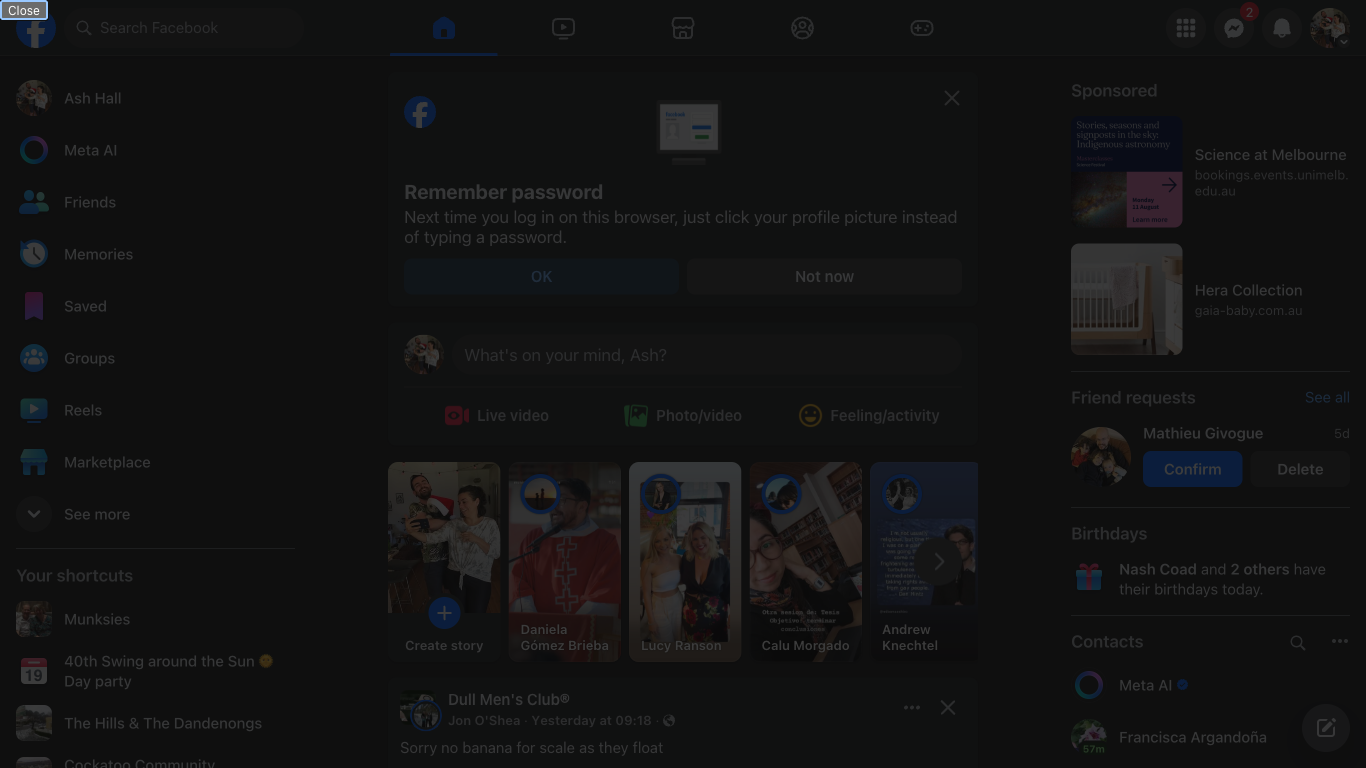 Close
Search Facebook
2
Ash Hall
Meta AI
Friends
Memories
Saved
Groups
Reels
Marketplace
See more
Your shortcuts
Munksies
19
40th Swing around the Sun 🌞
Day party
The Hills & The Dandenongs
Cockatoo Community
Remember password
Next time you log in on this browser, just click your profile picture instead
of typing a password.
OK
Not now
What's on your mind, Ash?
Live video
Photo/video
Feeling/activity
Create story
Daniela
Gómez Brieba
Lucy Ranson
Calu Morgado
Andrew
Knechtel
Dull Men's Club®
Jon O'Shea · Yesterday at 09:18 ·
Sorry no banana for scale as they float
Sponsored
Stories, seasons and
signposts in the sky:
Indigenous astronomy
Learn more
Science at Melbourne
bookings.events.unimelb.
edu.au
Hera Collection
gaia-baby.com.au
Friend requests
See all
Mathieu Givogue
5d
Confirm
Delete
Birthdays
Nash Coad and 2 others have
their birthdays today.
Contacts
Meta AI
Francisca Argandoña
57m